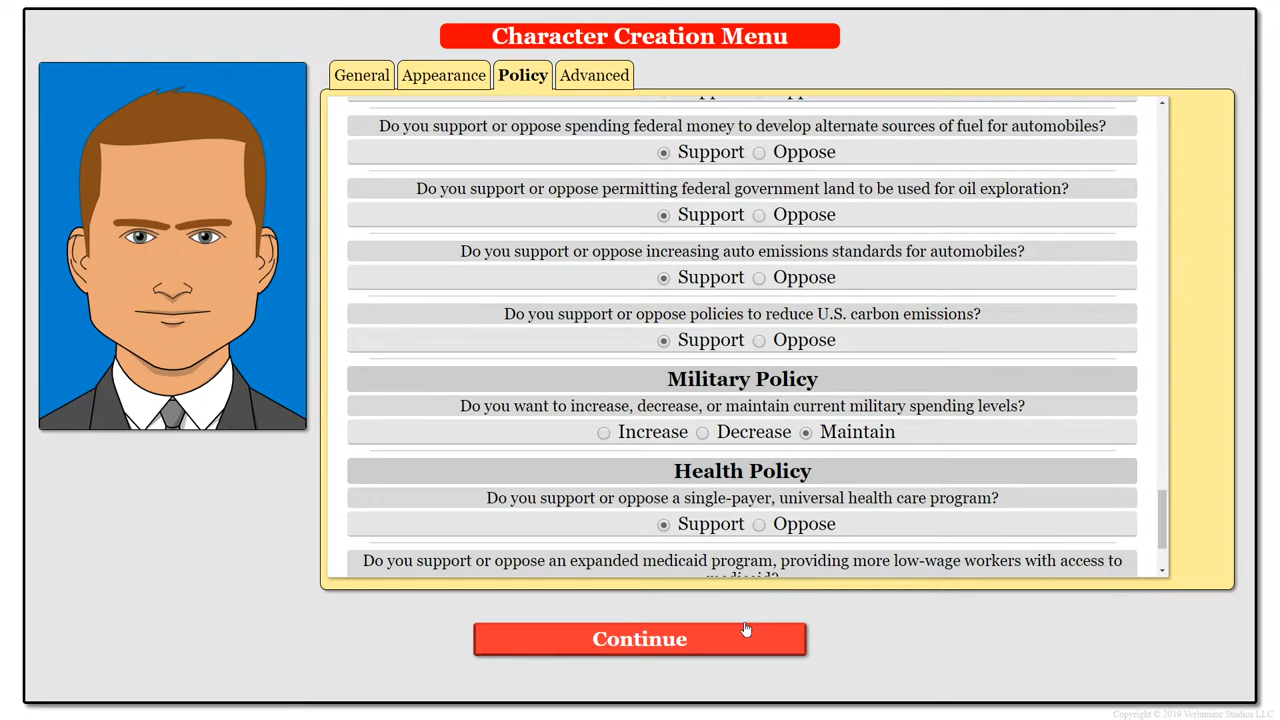 Character Creation Menu
General Appearance Policy Advanced
Do you support or oppose spending federal money to develop alternate sources of fuel for automobiles?
Support Oppose
Do you support or oppose permitting federal government land to be used for oil exploration?
Support Oppose
Do you support or oppose increasing auto emissions standards for automobiles?
Support Oppose
Do you support or oppose policies to reduce U.S. carbon emissions?
Support Oppose
Military Policy
Do you want to increase, decrease, or maintain current military spending levels?
Increase Decrease Maintain
Health Policy
Do you support or oppose a single-payer, universal health care program?
Support Oppose
Do you support or oppose an expanded medicaid program, providing more low-wage workers with access to
medicaid?
Continue
Copyright © 2019 Verlumino Studios LLC